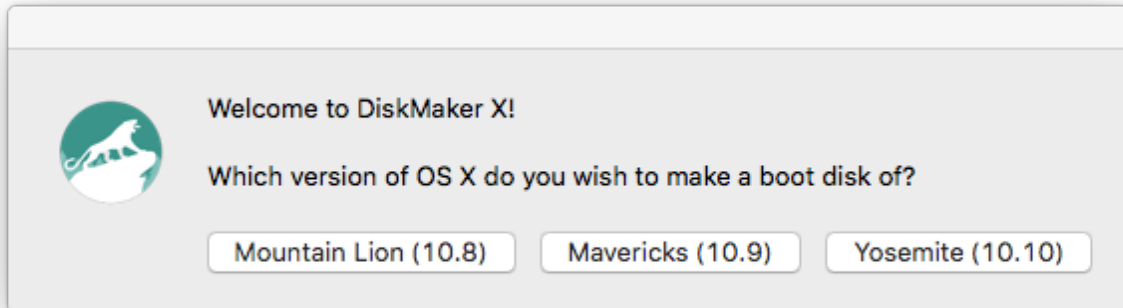 Welcome to DiskMaker X!
Which version of OS X do you wish to make a boot disk of?
Mountain Lion (10.8)
Mavericks (10.9)
Yosemite (10.10)